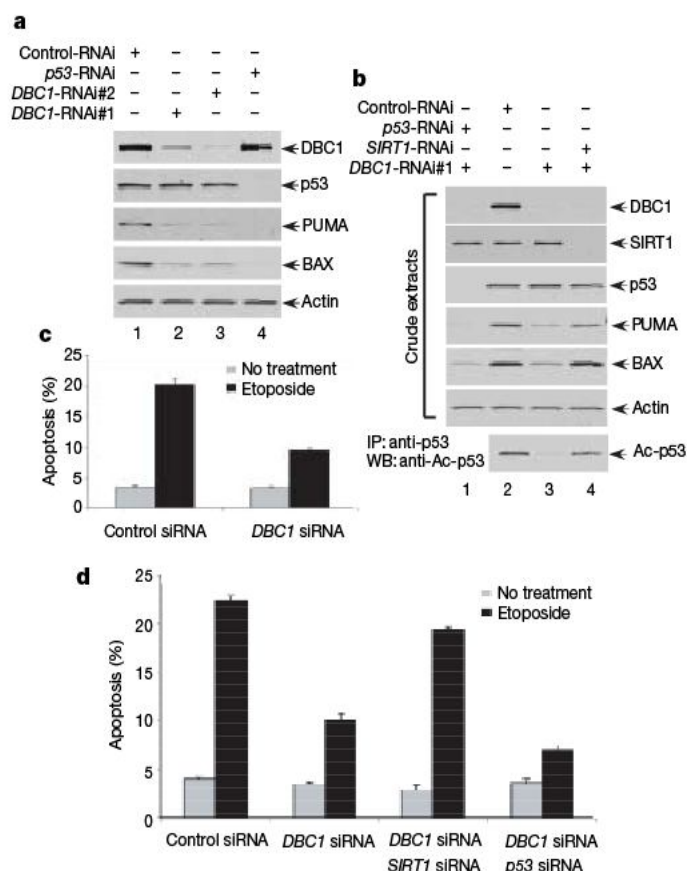 a
Control-RNAi + – – –
p53-RNAi – – – +
DBC1-RNAi#2 – – + –
DBC1-RNAi#1 – + – –
DBC1
p53
PUMA
BAX
Actin
1 2 3 4
b
Control-RNAi – + – –
p53-RNAi + – – –
SIRT1-RNAi – – – +
DBC1-RNAi#1 + – + +
Crude extracts
DBC1
SIRT1
p53
PUMA
BAX
Actin
IP: anti-p53
WB: anti-Ac-p53
Ac-p53
1 2 3 4
c
25
20
15
10
5
0
Apoptosis (%)
No treatment
Etoposide
Control siRNA DBC1 siRNA
d
25
20
15
10
5
0
Apoptosis (%)
No treatment
Etoposide
Control siRNA DBC1 siRNA DBC1 siRNA DBC1 siRNA
SIRT1 siRNA p53 siRNA